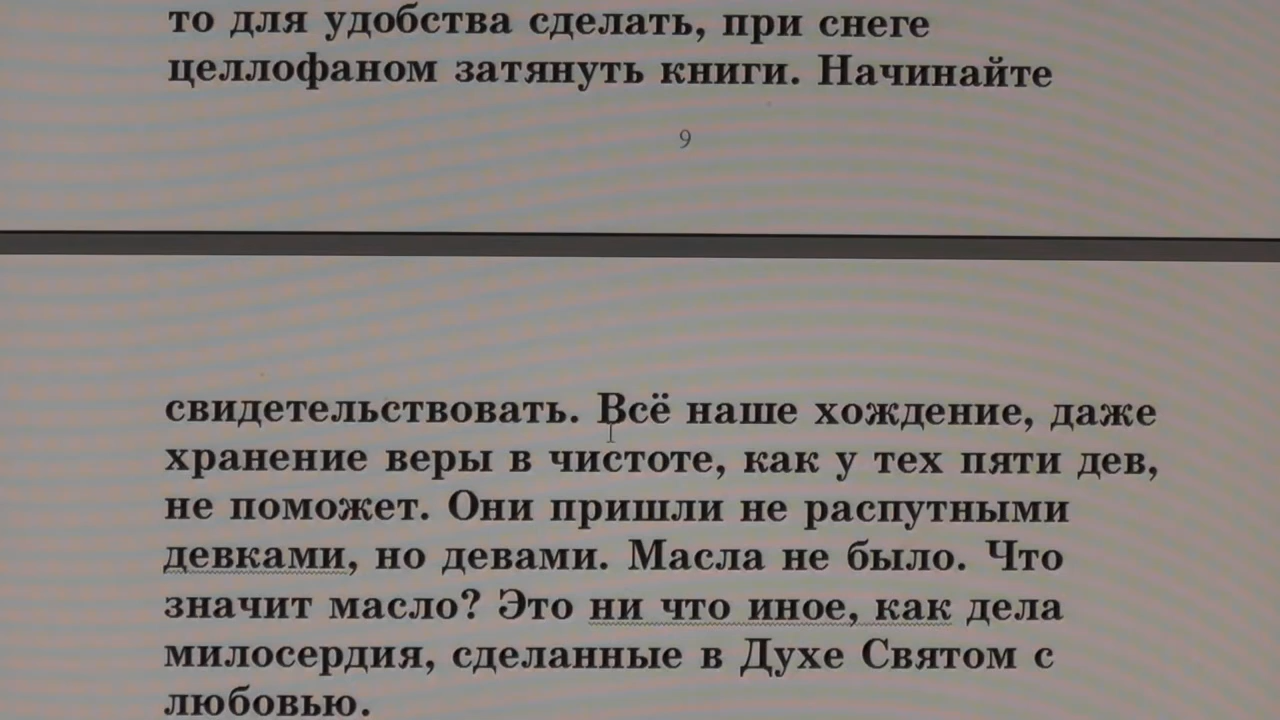 то для удобства сделать, при снеге
целлофаном затянуть книги. Начинайте
9
свидетельствовать. Всё наше хождение, даже
хранение веры в чистоте, как у тех пяти дев,
не поможет. Они пришли не распутными
девками, но девами. Масла не было. Что
значит масло? Это ни что иное, как дела
милосердия, сделанные в Духе Святом с
любовью.